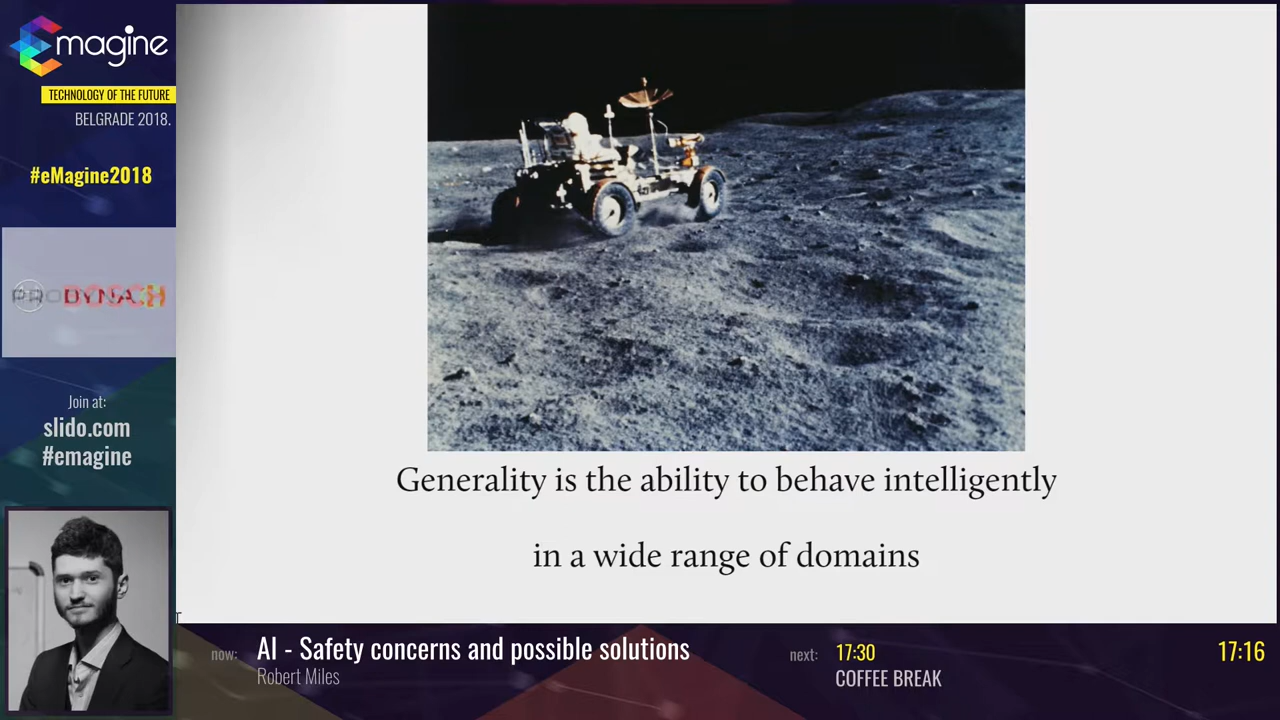 Emagine
TECHNOLOGY OF THE FUTURE
BELGRADE 2018.
#eMagine2018
Join at:
slido.com
#emagine
Generality is the ability to behave intelligently
in a wide range of domains
now:
AI - Safety concerns and possible solutions
Robert Miles
next:
17:30
COFFEE BREAK
17:16